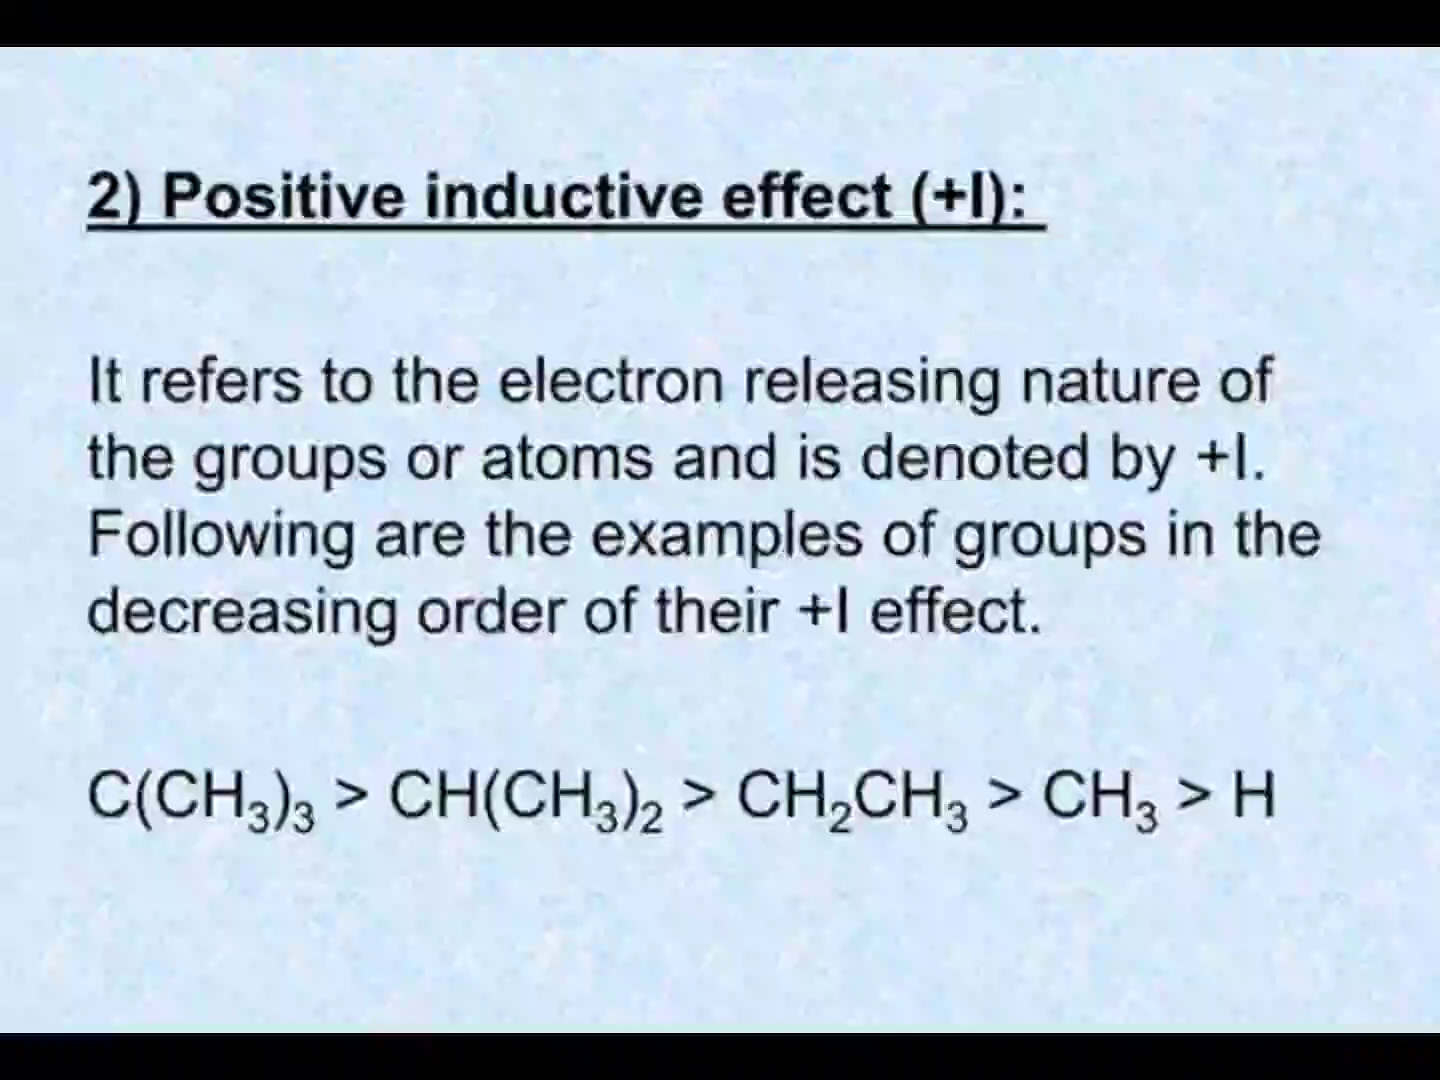 2) Positive inductive effect (+I):
It refers to the electron releasing nature of
the groups or atoms and is denoted by +I.
Following are the examples of groups in the
decreasing order of their +I effect.
C(CH₃)₃ > CH(CH₃)₂ > CH₂CH₃ > CH₃ > H